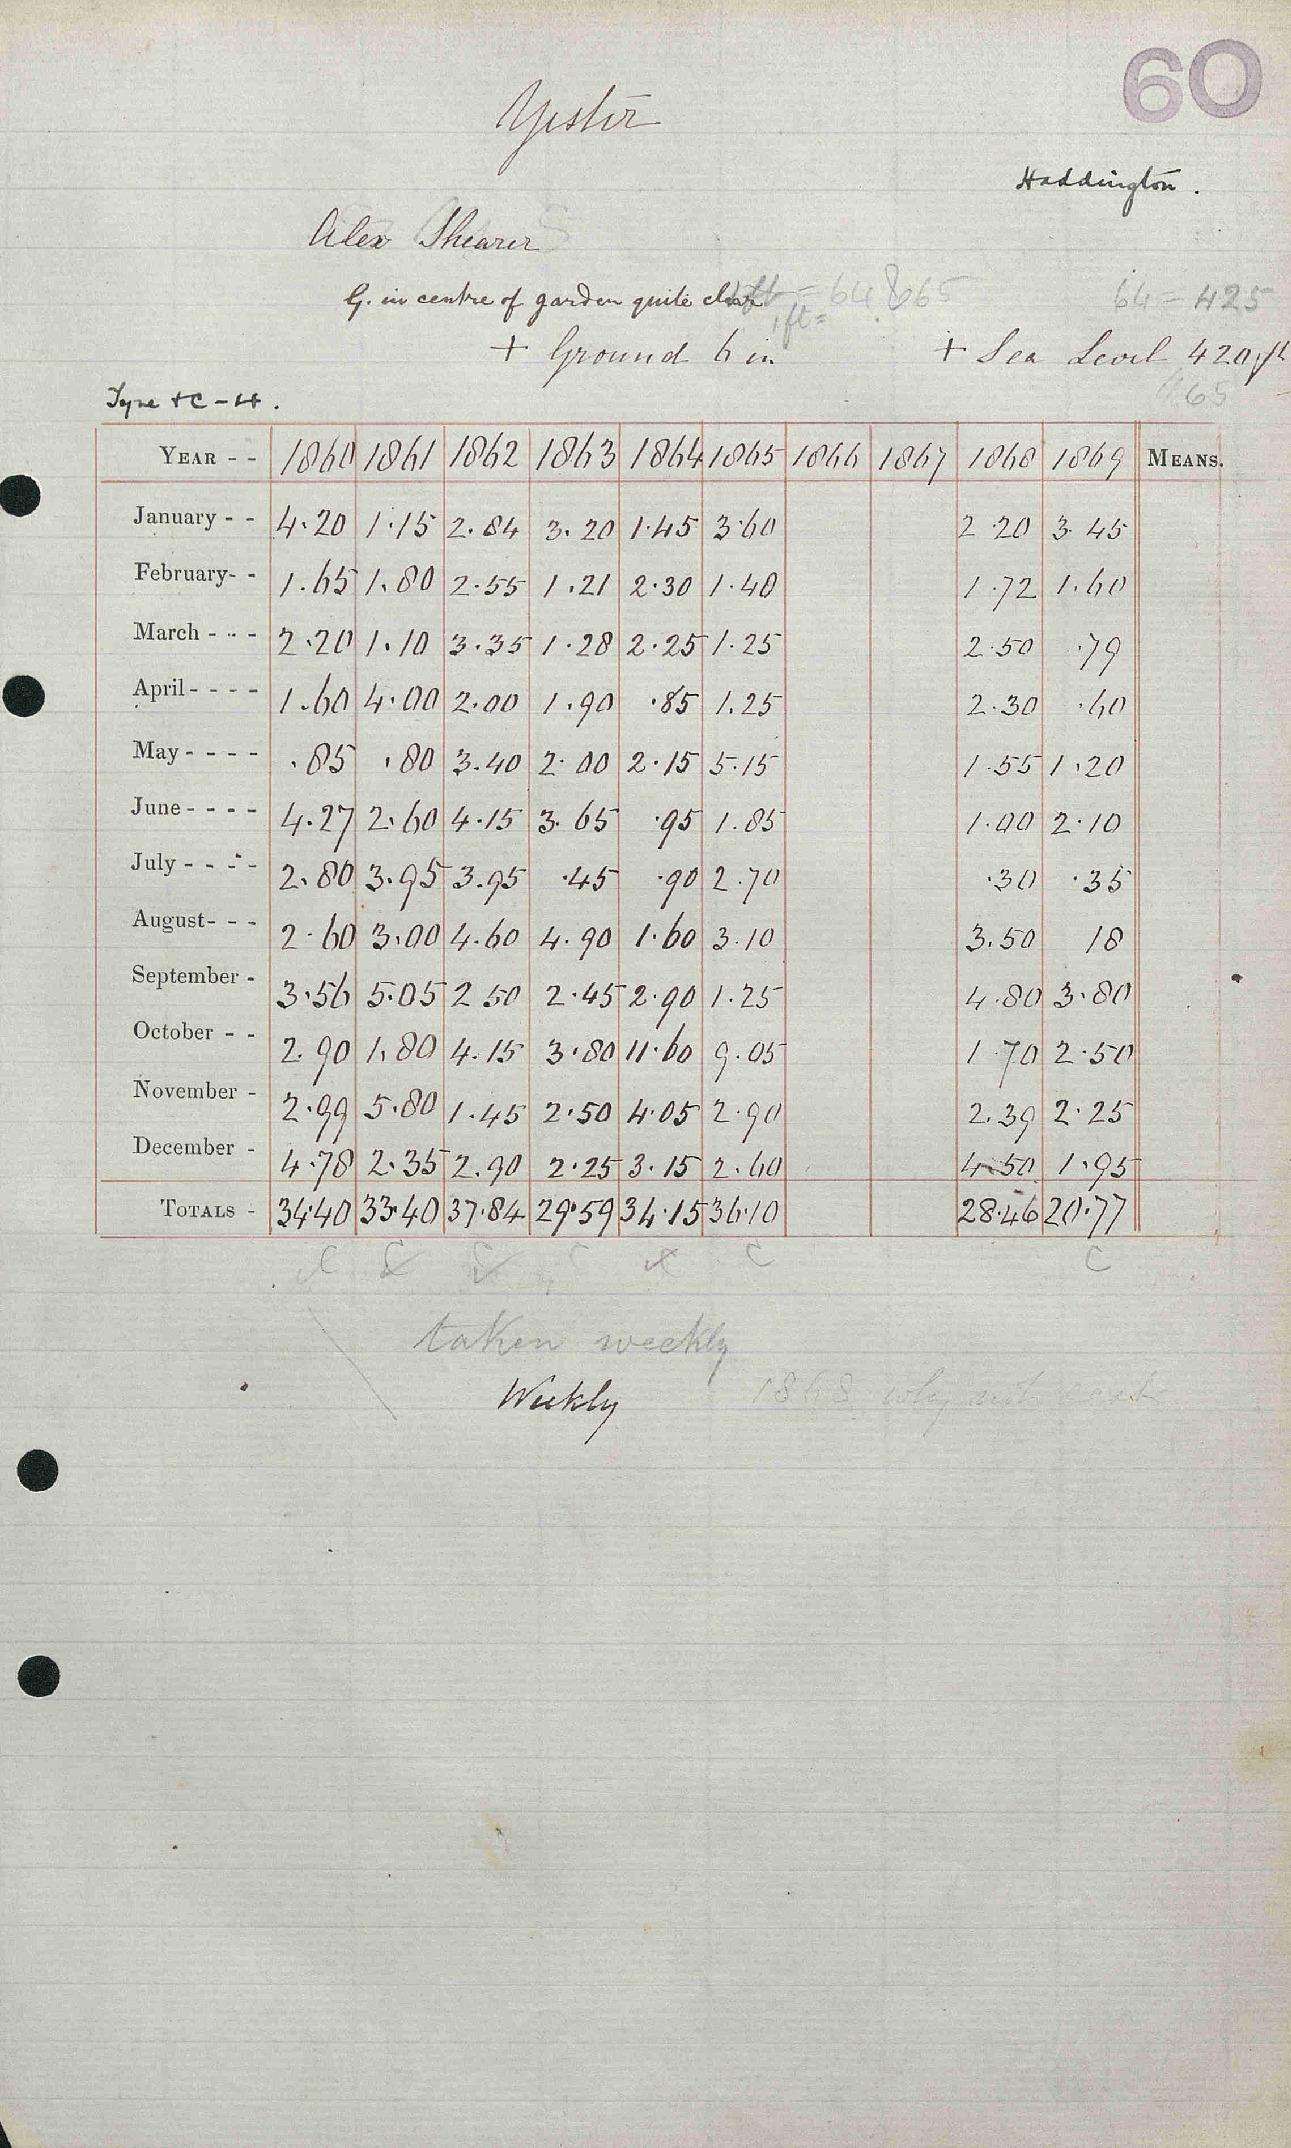 60
Yester
Haddington.
Alex Shearer
G. in centre of garden quite clear
1 ft = 64 865
64 = 425
+ Ground 6 in
+ Sea Level 420 ft
465
Type + C - H.
YEAR - - 1860 1861 1862 1863 1864 1865 1866 1867 1868 1869 MEANS.
January - - 4.20 1.15 2.84 3.20 1.45 3.60 2.20 3.45
February- - 1.65 1.80 2.55 1.21 2.30 1.40 1.72 1.60
March - - - 2.20 1.10 3.35 1.28 2.25 1.25 2.50 .79
April - - - - 1.60 4.00 2.00 1.90 .85 1.25 2.30 .60
May - - - - .85 .80 3.40 2.00 2.15 5.15 1.55 1.20
June - - - - 4.27 2.60 4.15 3.65 .95 1.85 1.00 2.10
July - - - - 2.80 3.95 3.95 .45 .90 2.70 .30 .35
August- - - 2.60 3.00 4.60 4.90 1.60 3.10 3.50 18
September - 3.56 5.05 2 50 2.45 2.90 1.25 4.80 3.80
October - - 2.90 1.80 4.15 3.80 11.60 9.05 1.70 2.50
November - 2.99 5.80 1.45 2.50 4.05 2.90 2.39 2.25
December - 4.78 2.35 2.90 2.25 3.15 2.60 4.50 1.95
TOTALS - 34.40 33.40 37.84 29.59 34.15 36.10 28.46 20.77
C C C C C C C
taken weekly
Weekly
1868 why